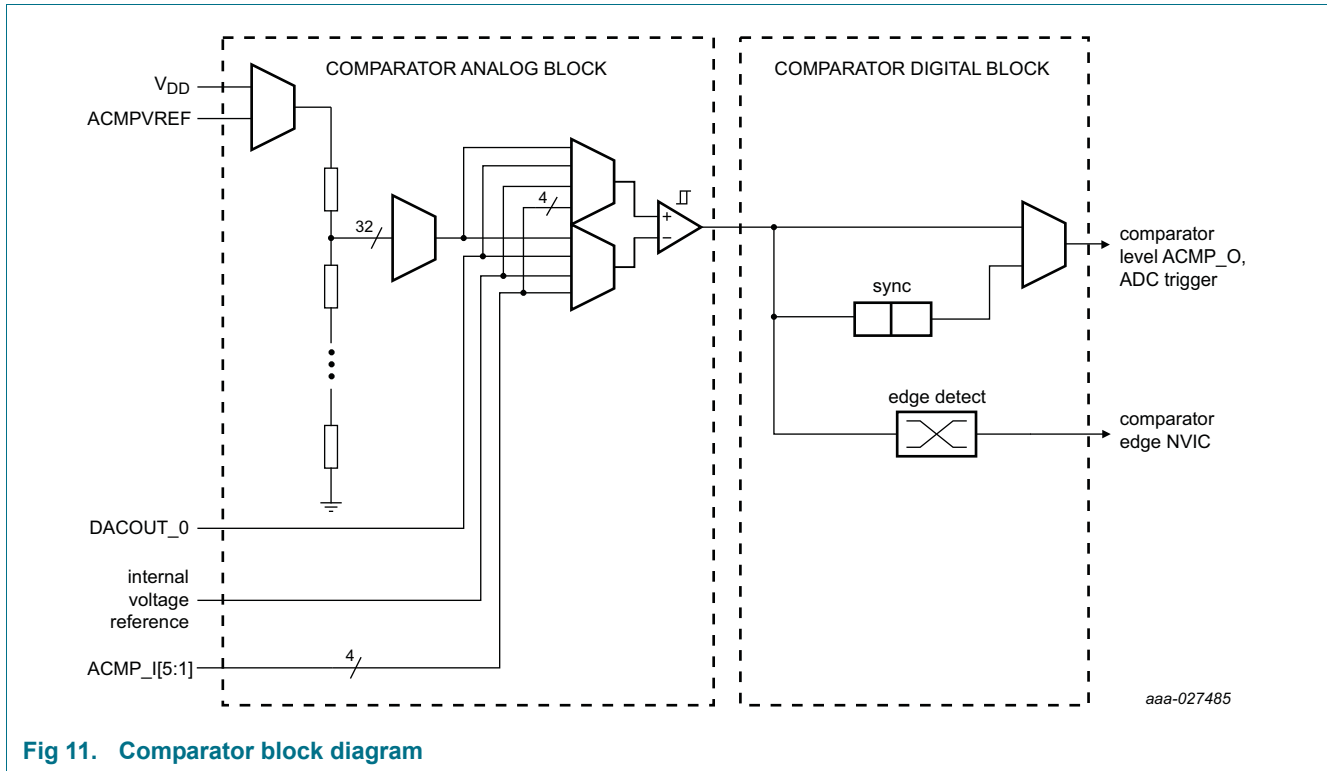 COMPARATOR ANALOG BLOCK
COMPARATOR DIGITAL BLOCK
VDD
ACMPVREF
32
4
+
−
comparator
level ACMP_O,
ADC trigger
sync
edge detect
comparator
edge NVIC
DACOUT_0
internal
voltage
reference
4
ACMP_I[5:1]
aaa-027485
Fig 11. Comparator block diagram